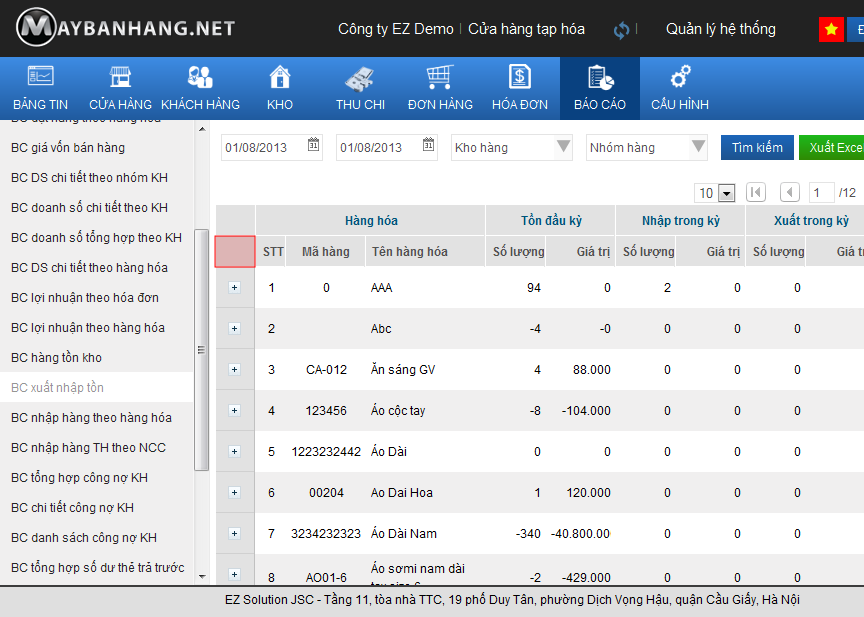 MAYBANHANG.NET
Công ty EZ Demo | Cửa hàng tạp hóa | Quản lý hệ thống
BẢNG TIN CỬA HÀNG KHÁCH HÀNG KHO THU CHI ĐƠN HÀNG HÓA ĐƠN BÁO CÁO CẤU HÌNH
BC đặt hàng theo hàng hóa
BC giá vốn bán hàng
BC DS chi tiết theo nhóm KH
BC doanh số chi tiết theo KH
BC doanh số tổng hợp theo KH
BC DS chi tiết theo hàng hóa
BC lợi nhuận theo hóa đơn
BC lợi nhuận theo hàng hóa
BC hàng tồn kho
BC xuất nhập tồn
BC nhập hàng theo hàng hóa
BC nhập hàng TH theo NCC
BC tổng hợp công nợ KH
BC chi tiết công nợ KH
BC danh sách công nợ KH
BC tổng hợp số dư thẻ trả trước
01/08/2013 01/08/2013 Kho hàng Nhóm hàng Tìm kiếm Xuất Exce
10 1 /12
Hàng hóa Tồn đầu kỳ Nhập trong kỳ Xuất trong kỳ
STT Mã hàng Tên hàng hóa Số lượng Giá trị Số lượng Giá trị Số lượng Giá tr
1 0 AAA 94 0 2 0 0
2 Abc -4 -0 0 0 0
3 CA-012 Ăn sáng GV 4 88.000 0 0 0
4 123456 Áo cộc tay -8 -104.000 0 0 0
5 1223232442 Áo Dài 0 0 0 0 0
6 00204 Ao Dai Hoa 1 120.000 0 0 0
7 3234232323 Áo Dài Nam -340 -40.800.00 0 0 0
8 AO01-6 Áo sơmi nam dài tay size 6 -2 -429.000 0 0 0
EZ Solution JSC - Tầng 11, tòa nhà TTC, 19 phố Duy Tân, phường Dịch Vọng Hậu, quận Cầu Giấy, Hà Nội